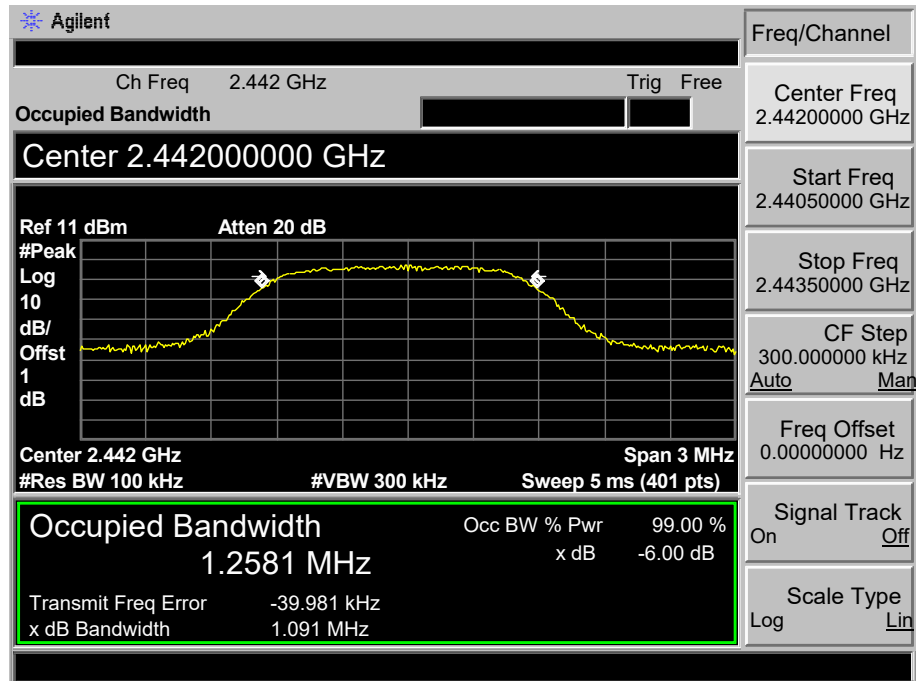 Agilent
Freq/Channel
Ch Freq 2.442 GHz Trig Free
Occupied Bandwidth
Center 2.442000000 GHz
Ref 11 dBm Atten 20 dB
#Peak
Log
10
dB/
Offst
1
dB
Center 2.442 GHz Span 3 MHz
#Res BW 100 kHz #VBW 300 kHz Sweep 5 ms (401 pts)
Occupied Bandwidth
1.2581 MHz
Occ BW % Pwr 99.00 %
x dB -6.00 dB
Transmit Freq Error -39.981 kHz
x dB Bandwidth 1.091 MHz
Center Freq
2.44200000 GHz
Start Freq
2.44050000 GHz
Stop Freq
2.44350000 GHz
CF Step
300.000000 kHz
Auto Man
Freq Offset
0.00000000 Hz
Signal Track
On Off
Scale Type
Log Lin